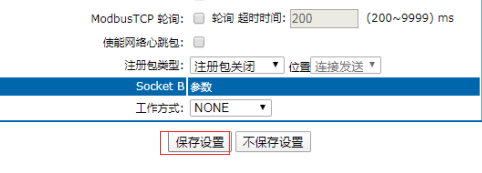 ModbusTCP 轮询: 轮询 超时时间: 200 (200~9999) ms
使能网络心跳包:
注册包类型: 注册包关闭 位置 连接发送
Socket B 参数
工作方式: NONE
保存设置 不保存设置